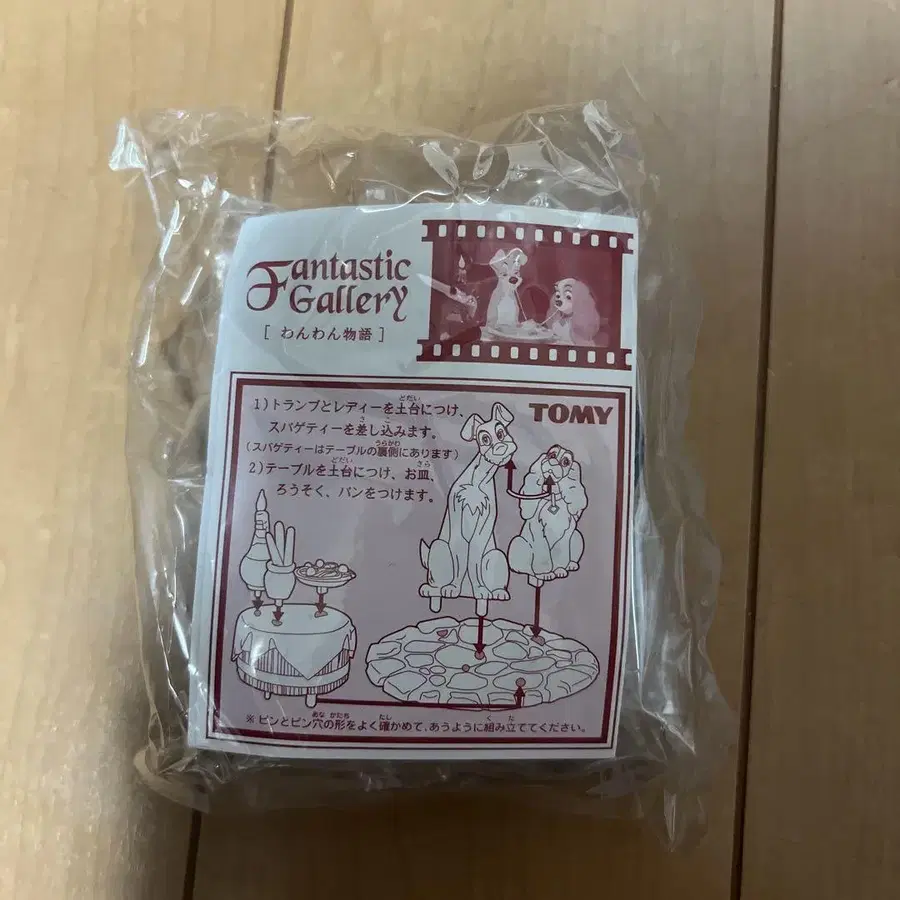 Fantastic
Gallery
[ わんわん物語 ]
TOMY
1)トランプとレディーを土台につけ、
スパゲティーを差し込みます。
(スパゲティーはテーブルの裏側にあります)
2)テーブルを土台につけ、お皿、
ろうそく、パンをつけます。
※ピンとピン穴の形をよく確かめて、あうように組み立ててください。